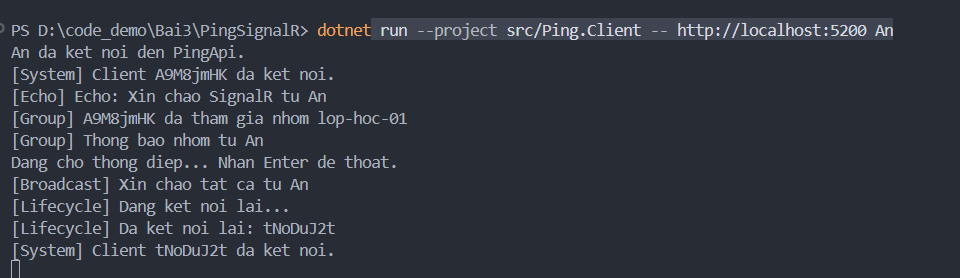 PS D:\code_demo\Bai3\PingSignalR> dotnet run --project src/Ping.Client -- http://localhost:5200 An
An da ket noi den PingApi.
[System] Client A9M8jmHK da ket noi.
[Echo] Echo: Xin chao SignalR tu An
[Group] A9M8jmHK da tham gia nhom lop-hoc-01
[Group] Thong bao nhom tu An
Dang cho thong diep... Nhan Enter de thoat.
[Broadcast] Xin chao tat ca tu An
[Lifecycle] Dang ket noi lai...
[Lifecycle] Da ket noi lai: tNoDuJ2t
[System] Client tNoDuJ2t da ket noi.